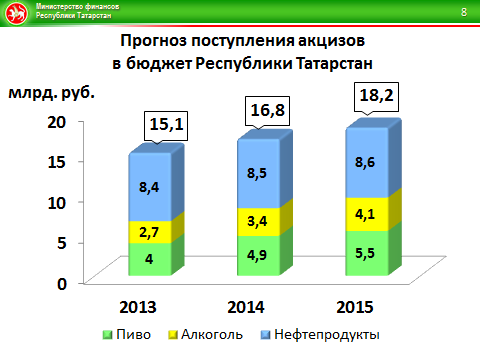 Министерство финансов
Республики Татарстан
8
Прогноз поступления акцизов
в бюджет Республики Татарстан
млрд. руб.
20
15
10
5
0
15,1
16,8
18,2
8,4
8,5
8,6
2,7
3,4
4,1
4
4,9
5,5
2013
2014
2015
Пиво
Алкоголь
Нефтепродукты